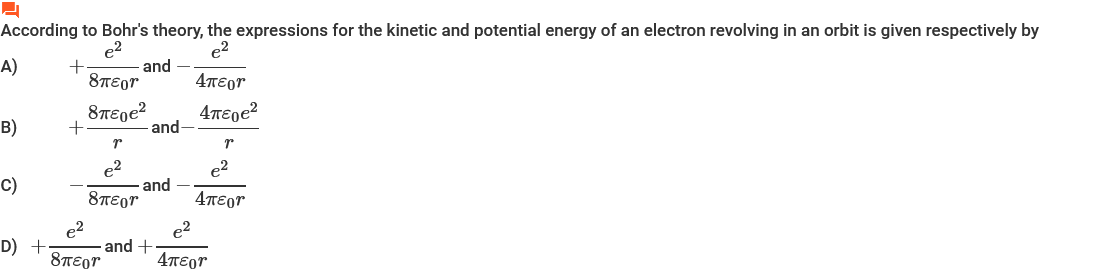 According to Bohr's theory, the expressions for the kinetic and potential energy of an electron revolving in an orbit is given respectively by
A) $+\frac{e^2}{8\pi\varepsilon_0 r}$ and $-\frac{e^2}{4\pi\varepsilon_0 r}$
B) $+\frac{8\pi\varepsilon_0 e^2}{r}$ and $-\frac{4\pi\varepsilon_0 e^2}{r}$
C) $-\frac{e^2}{8\pi\varepsilon_0 r}$ and $-\frac{e^2}{4\pi\varepsilon_0 r}$
D) $+\frac{e^2}{8\pi\varepsilon_0 r}$ and $+\frac{e^2}{4\pi\varepsilon_0 r}$